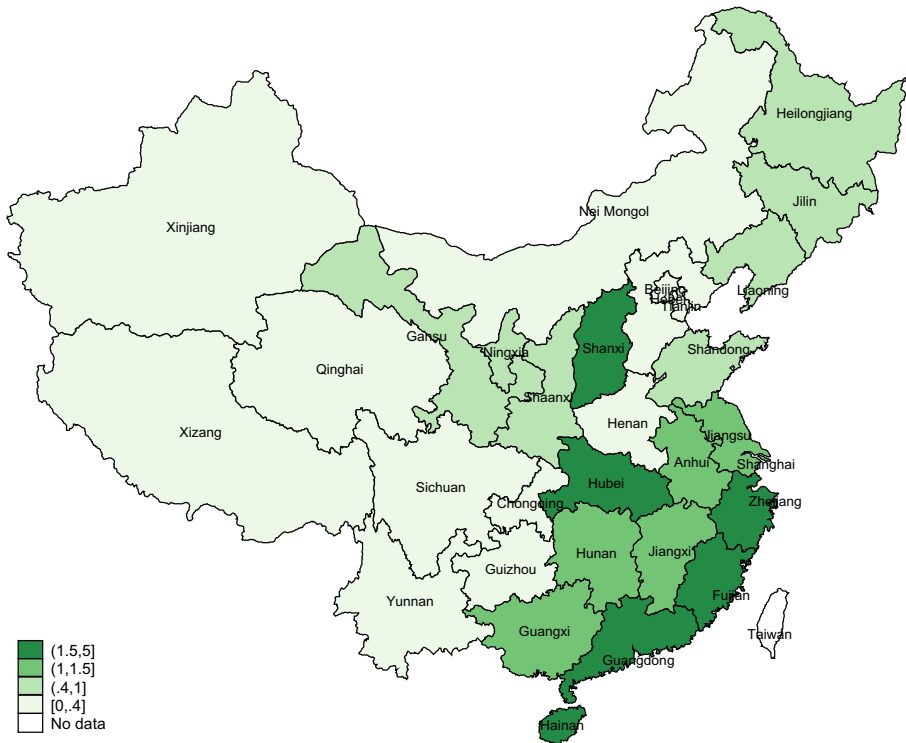 Heilongjiang
Jilin
Nei Mongol
Xinjiang
Beijing
Hebei
Tianjin
Liaoning
Gansu
Ningxia
Shanxi
Shandong
Qinghai
Shaanxi
Xizang
Henan
Jiangsu
Anhui
Shanghai
Sichuan
Hubei
Chongqing
Zhejiang
Hunan
Jiangxi
Guizhou
Yunnan
Fujian
Guangxi
Taiwan
Guangdong
Hainan
(1.5,5]
(1,1.5]
(.4,1]
[0,.4]
No data